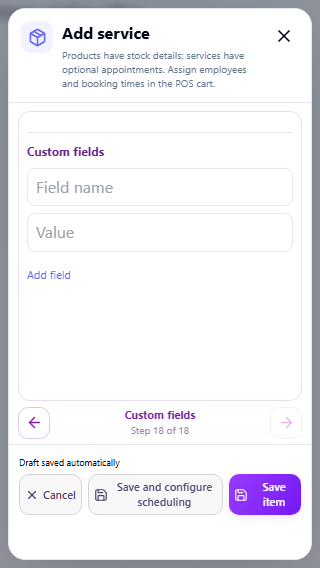 Add service
Products have stock details; services have
optional appointments. Assign employees
and booking times in the POS cart.
Custom fields
Field name
Value
Add field
Custom fields
Step 18 of 18
Draft saved automatically
Cancel
Save and configure
scheduling
Save
item